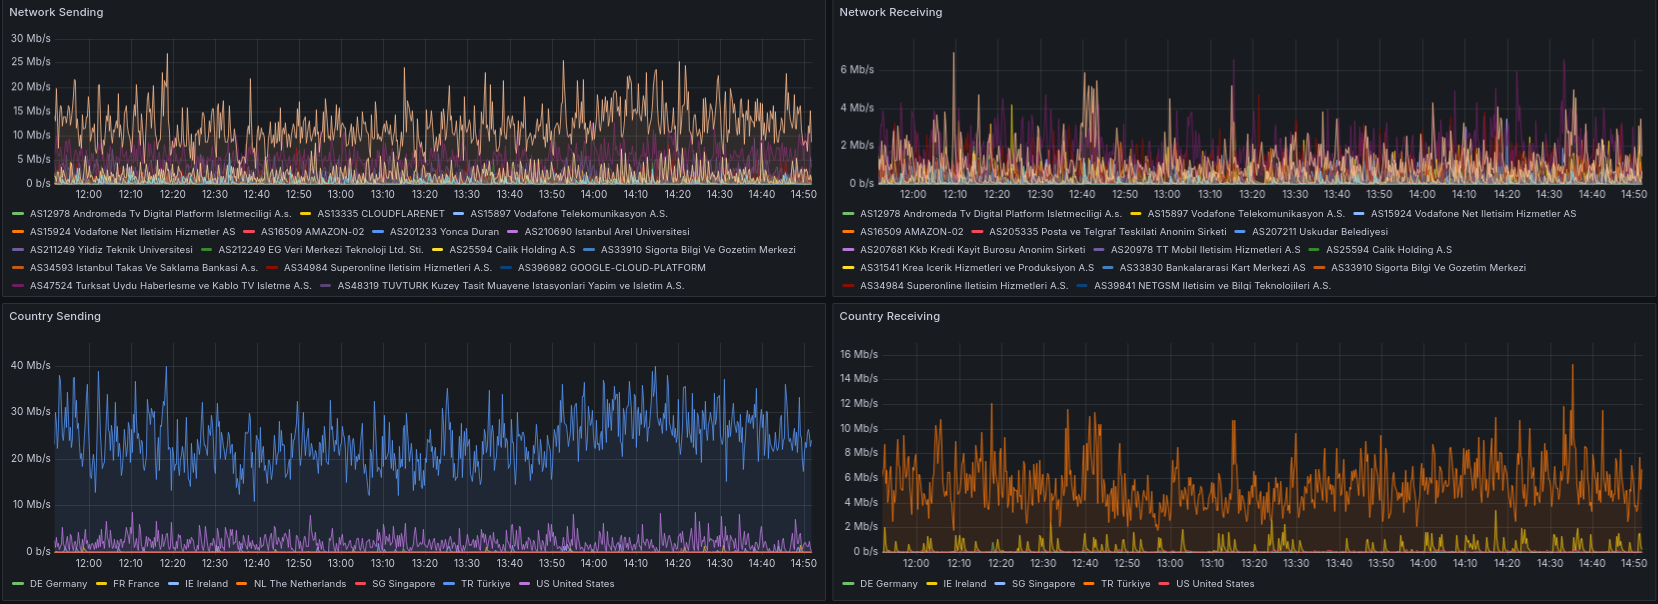 Network Sending
30 Mb/s
25 Mb/s
20 Mb/s
15 Mb/s
10 Mb/s
5 Mb/s
0 b/s
12:00 12:10 12:20 12:30 12:40 12:50 13:00 13:10 13:20 13:30 13:40 13:50 14:00 14:10 14:20 14:30 14:40 14:50
AS12978 Andromeda Tv Digital Platform Isletmeciligi A.s. AS13335 CLOUDFLARENET AS15897 Vodafone Telekomunikasyon A.S.
AS15924 Vodafone Net Iletisim Hizmetler AS AS16509 AMAZON-02 AS201233 Yonca Duran AS210690 Istanbul Arel Universitesi
AS211249 Yildiz Teknik Universitesi AS212249 EG Veri Merkezi Teknoloji Ltd. Sti. AS25594 Calik Holding A.S AS33910 Sigorta Bilgi Ve Gozetim Merkezi
AS34593 Istanbul Takas Ve Saklama Bankasi A.s. AS34984 Superonline Iletisim Hizmetleri A.S. AS396982 GOOGLE-CLOUD-PLATFORM
AS47524 Turksat Uydu Haberlesme ve Kablo TV Isletme A.S. AS48319 TUVTURK Kuzey Tasit Muayene Istasyonlari Yapim ve Isletim A.S.
Network Receiving
6 Mb/s
4 Mb/s
2 Mb/s
0 b/s
12:00 12:10 12:20 12:30 12:40 12:50 13:00 13:10 13:20 13:30 13:40 13:50 14:00 14:10 14:20 14:30 14:40 14:50
AS12978 Andromeda Tv Digital Platform Isletmeciligi A.s. AS15897 Vodafone Telekomunikasyon A.S. AS15924 Vodafone Net Iletisim Hizmetler AS
AS16509 AMAZON-02 AS205335 Posta ve Telgraf Teskilati Anonim Sirketi AS207211 Uskudar Belediyesi
AS207681 Kkb Kredi Kayit Burosu Anonim Sirketi AS20978 TT Mobil Iletisim Hizmetleri A.S AS25594 Calik Holding A.S
AS31541 Krea Icerik Hizmetleri ve Produksiyon A.S AS33830 Bankalararasi Kart Merkezi AS AS33910 Sigorta Bilgi Ve Gozetim Merkezi
AS34984 Superonline Iletisim Hizmetleri A.S. AS39841 NETGSM Iletisim ve Bilgi Teknolojileri A.S.
Country Sending
40 Mb/s
30 Mb/s
20 Mb/s
10 Mb/s
0 b/s
12:00 12:10 12:20 12:30 12:40 12:50 13:00 13:10 13:20 13:30 13:40 13:50 14:00 14:10 14:20 14:30 14:40 14:50
DE Germany FR France IE Ireland NL The Netherlands SG Singapore TR Türkiye US United States
Country Receiving
16 Mb/s
14 Mb/s
12 Mb/s
10 Mb/s
8 Mb/s
6 Mb/s
4 Mb/s
2 Mb/s
0 b/s
12:00 12:10 12:20 12:30 12:40 12:50 13:00 13:10 13:20 13:30 13:40 13:50 14:00 14:10 14:20 14:30 14:40 14:50
DE Germany IE Ireland SG Singapore TR Türkiye US United States